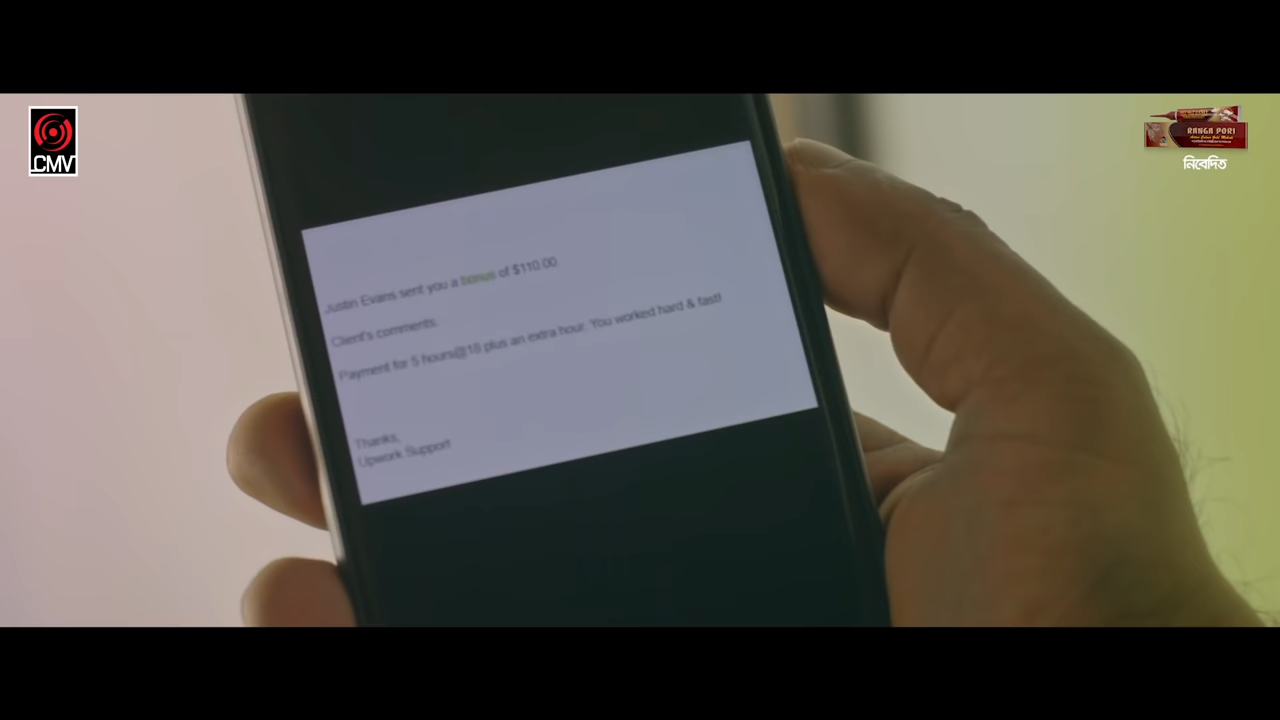 CMV
RANGA PORI
নিবেদিত
Justin Evans sent you a bonus of $110.00
Client's comments:
Payment for 5 hours@18 plus an extra hour. You worked hard & fast!
Thanks,
Upwork Support